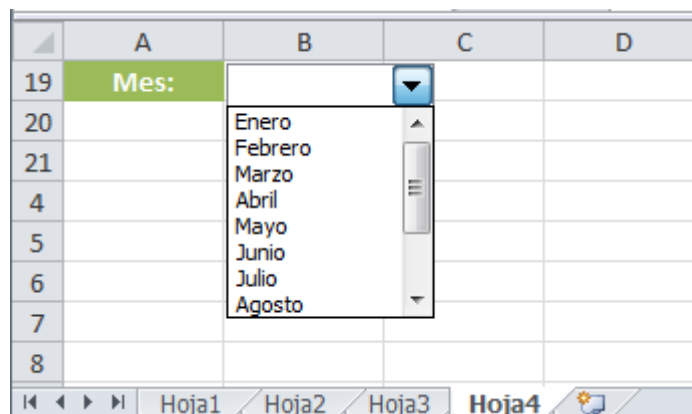 A B C D
19 Mes:
20 Enero
Febrero
21 Marzo
4 Abril
Mayo
5 Junio
6 Julio
Agosto
7
8
Hoja1 Hoja2 Hoja3 Hoja4